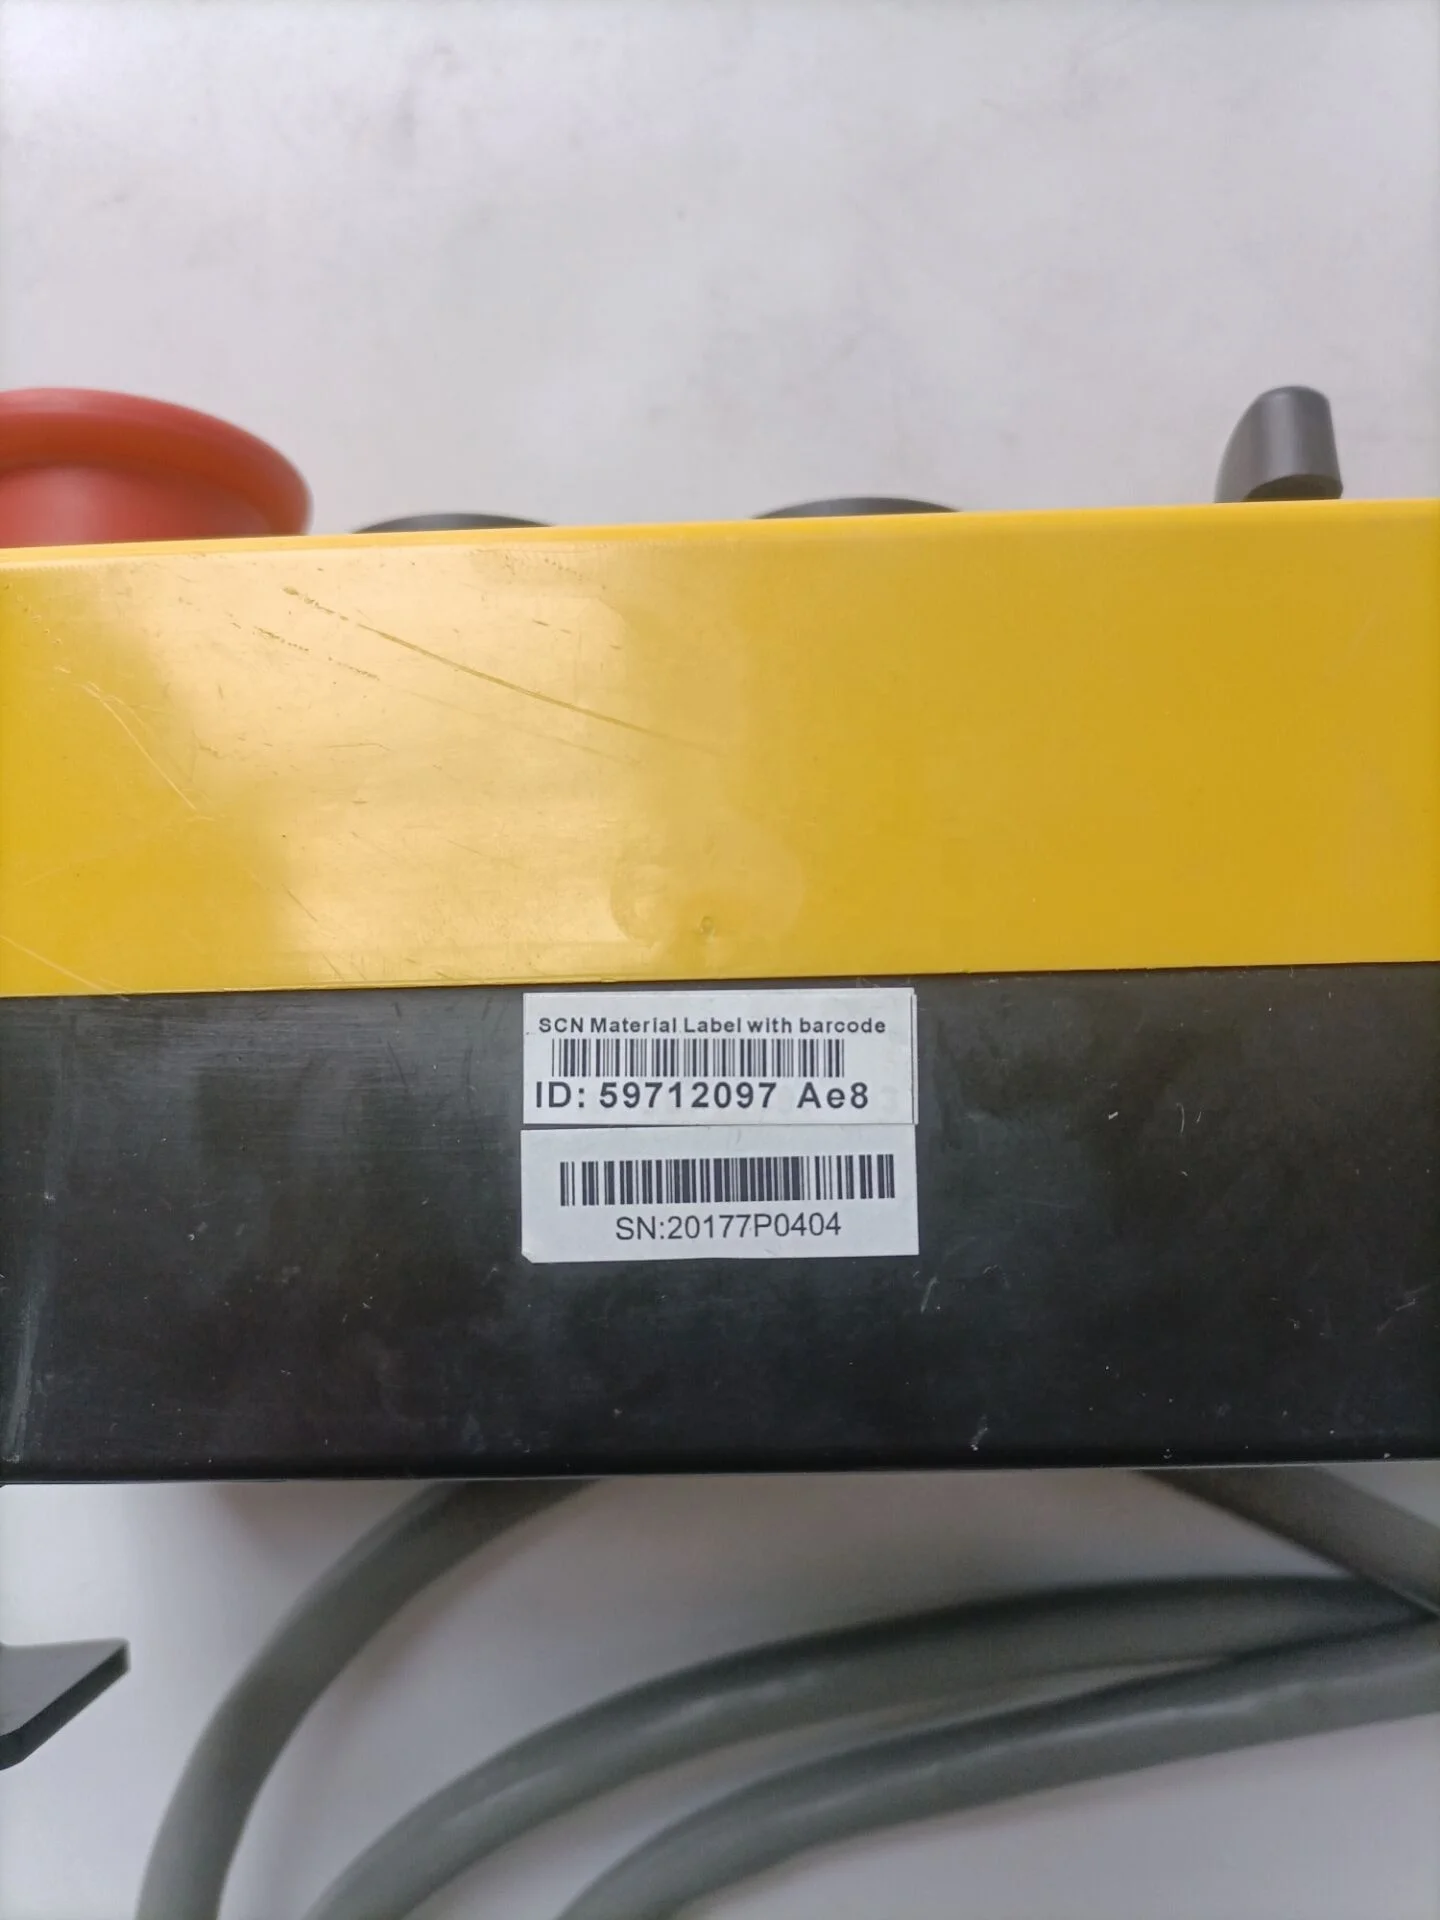 SCN Material Label with barcode
ID: 59712097 Ae8
SN:20177P0404